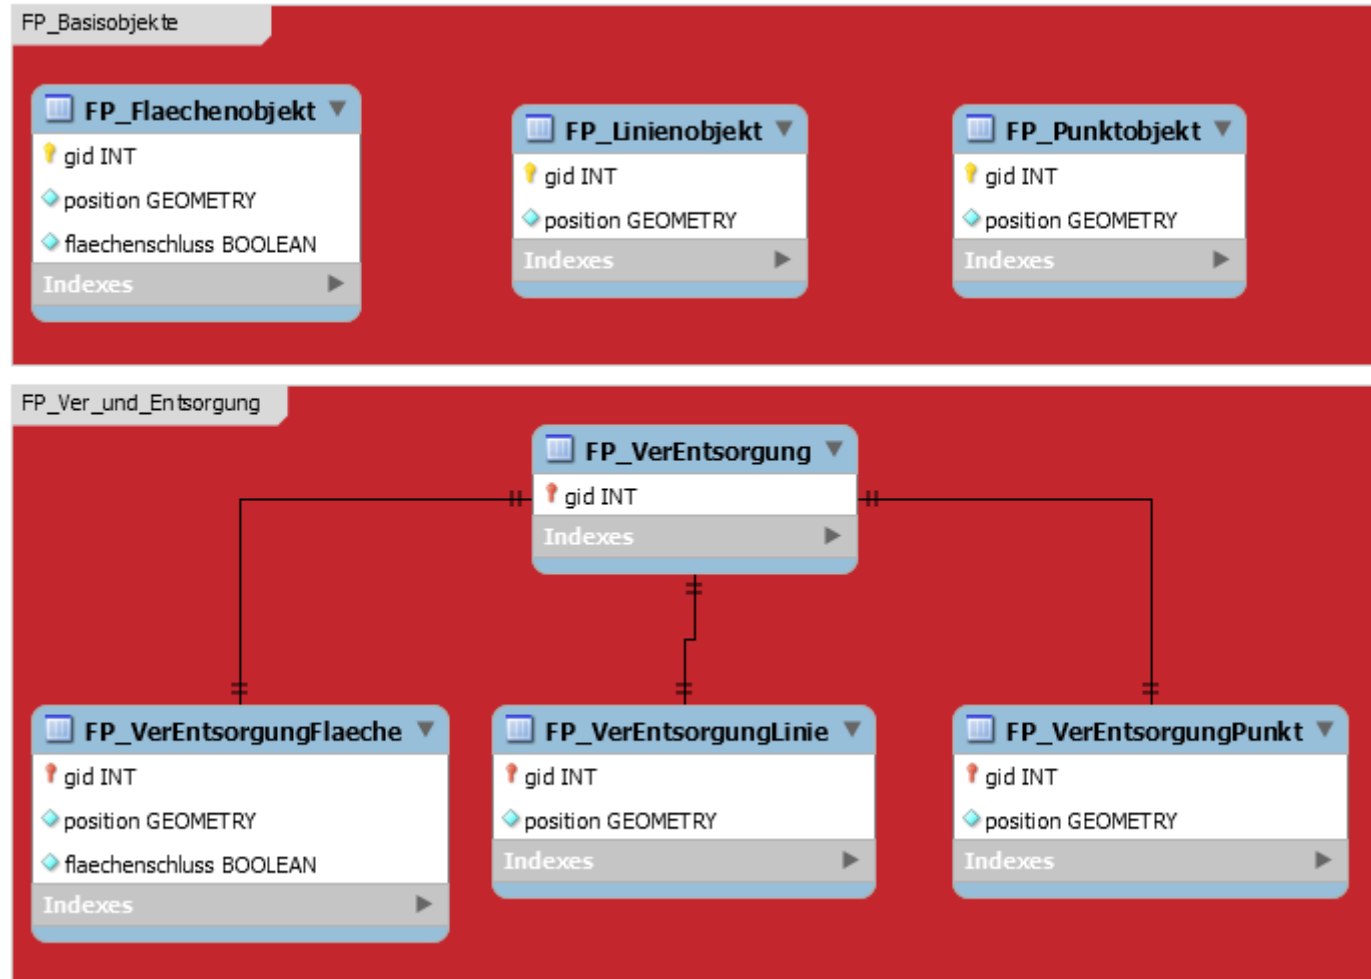 FP_Basisobjekte
FP_Flaechenobjekt
gid INT
position GEOMETRY
flaechenschluss BOOLEAN
Indexes
FP_Linienobjekt
gid INT
position GEOMETRY
Indexes
FP_Punktobjekt
gid INT
position GEOMETRY
Indexes
FP_Ver_und_Entsorgung
FP_VerEntsorgung
gid INT
Indexes
FP_VerEntsorgungFlaeche
gid INT
position GEOMETRY
flaechenschluss BOOLEAN
Indexes
FP_VerEntsorgungLinie
gid INT
position GEOMETRY
Indexes
FP_VerEntsorgungPunkt
gid INT
position GEOMETRY
Indexes